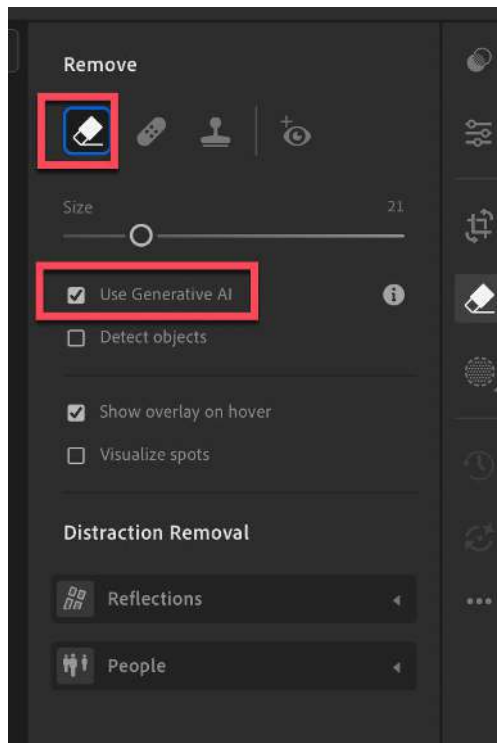 Remove
Size 21
Use Generative AI
Detect objects
Show overlay on hover
Visualize spots
Distraction Removal
Reflections
People